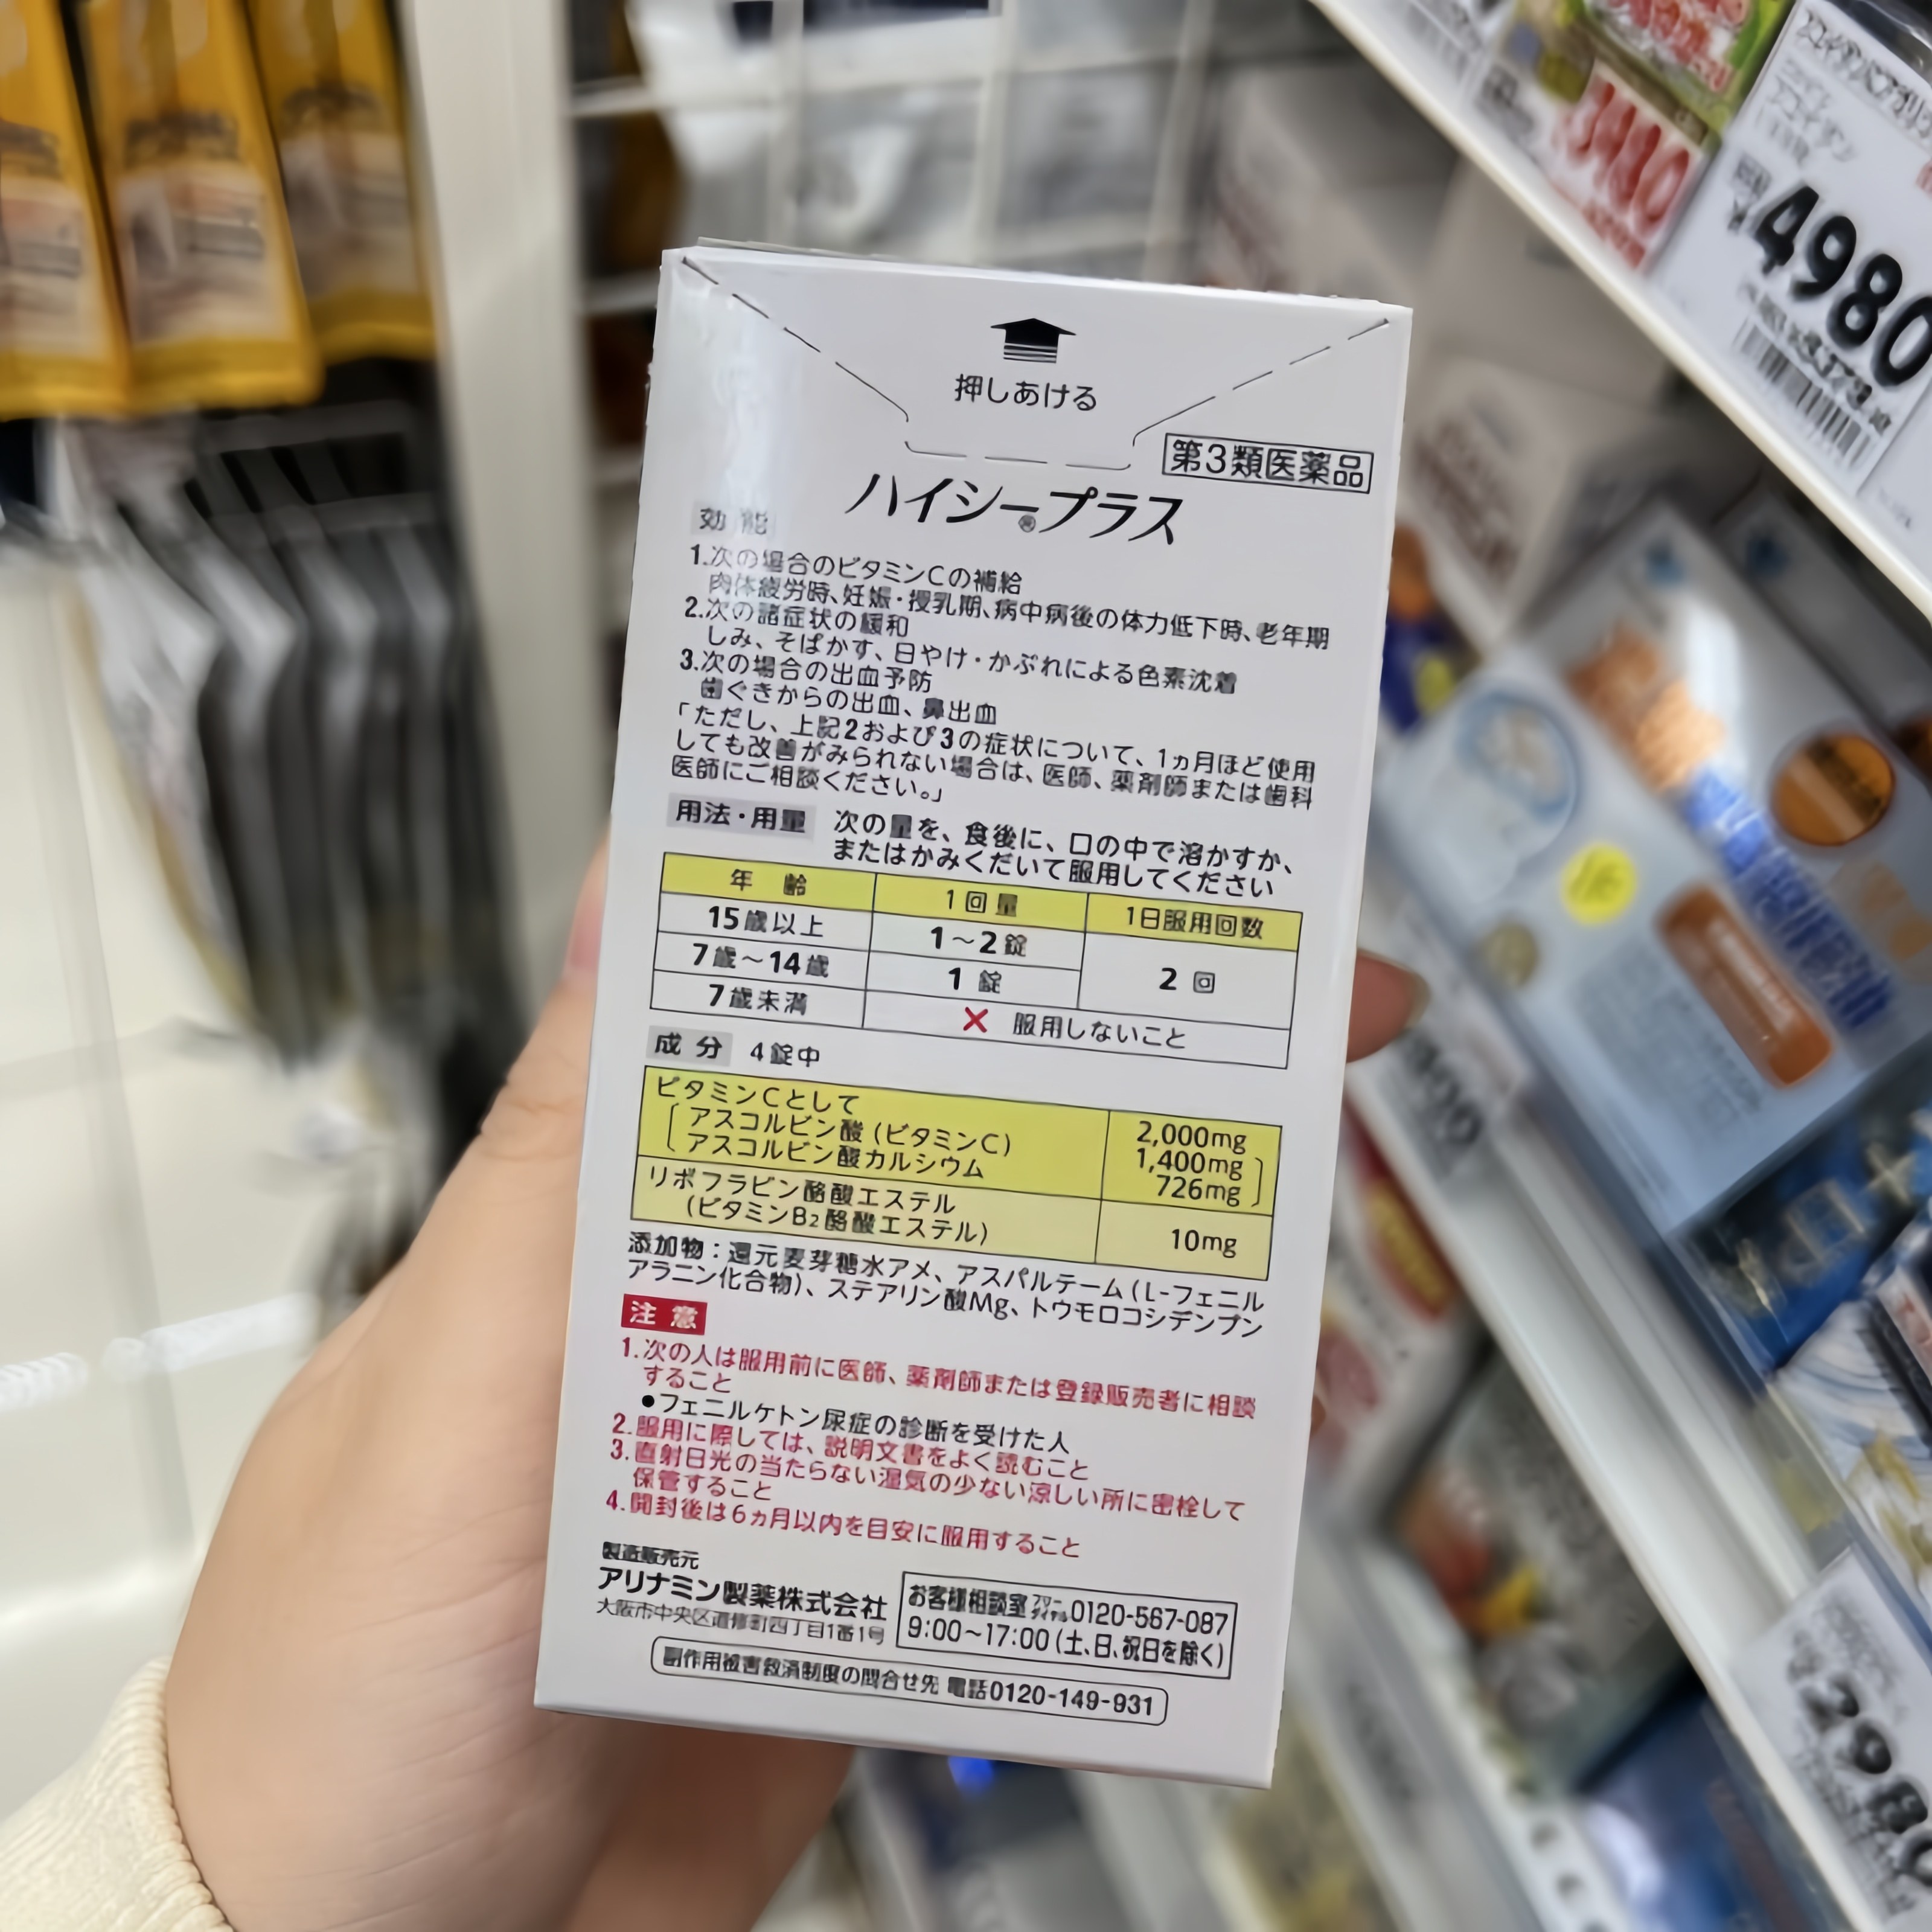 押しあける
第3類医薬品
ハイシー®プラス
効能
1.次の場合のビタミンCの補給
肉体疲労時、妊娠・授乳期、病中病後の体力低下時、老年期
2.次の諸症状の緩和
しみ、そばかす、日やけ・かぶれによる色素沈着
3.次の場合の出血予防
歯ぐきからの出血、鼻出血
「ただし、上記2および3の症状について、1ヵ月ほど使用
しても改善がみられない場合は、医師、薬剤師または歯科
医師にご相談ください。」
用法・用量 次の量を、食後に、口の中で溶かすか、
またはかみくだいて服用してください
年齢 1回量 1日服用回数
15歳以上 1～2錠 2回
7歳～14歳 1錠
7歳未満 × 服用しないこと
成分 4錠中
ビタミンCとして 2,000mg
アスコルビン酸(ビタミンC) 1,400mg
アスコルビン酸カルシウム 726mg
リボフラビン酪酸エステル
(ビタミンB₂酪酸エステル) 10mg
添加物：還元麦芽糖水アメ、アスパルテーム(L-フェニル
アラニン化合物)、ステアリン酸Mg、トウモロコシデンプン
注意
1.次の人は服用前に医師、薬剤師または登録販売者に相談
すること
●フェニルケトン尿症の診断を受けた人
2.服用に際しては、説明文書をよく読むこと
3.直射日光の当たらない湿気の少ない涼しい所に密栓して
保管すること
4.開封後は6ヵ月以内を目安に服用すること
製造販売元
アリナミン製薬株式会社
大阪市中央区道修町四丁目1番1号
お客様相談室 フリーダイヤル 0120-567-087
9:00～17:00(土、日、祝日を除く)
副作用被害救済制度の問合せ先 電話0120-149-931
3980
4980
2980